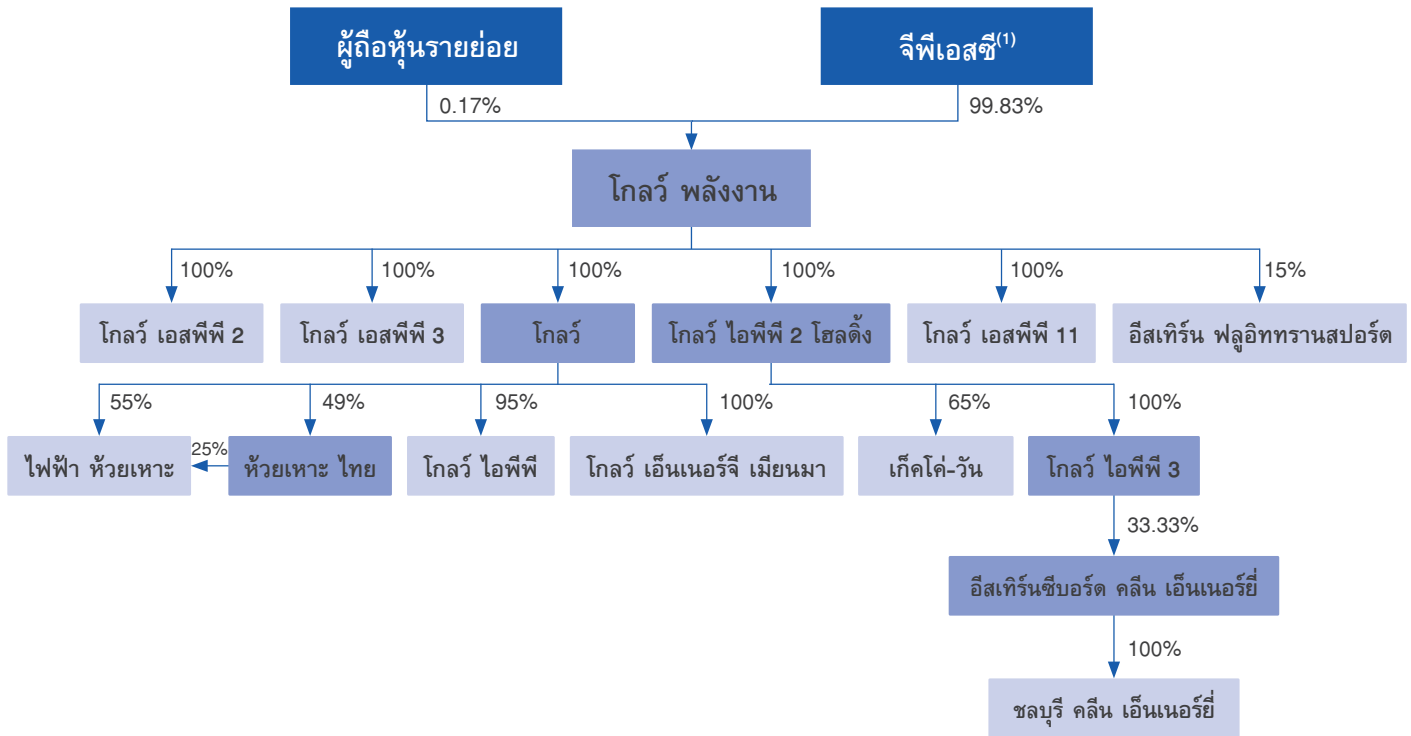 ผู้ถือหุ้นรายย่อย
จีพีเอสซี(1)
0.17%
99.83%
โกลว์ พลังงาน
100%
100%
100%
100%
100%
15%
โกลว์ เอสพีพี 2
โกลว์ เอสพีพี 3
โกลว์
โกลว์ ไอพีพี 2 โฮลดิ้ง
โกลว์ เอสพีพี 11
อีสเทิร์น ฟลูอิททรานสปอร์ต
55%
49%
95%
100%
65%
100%
ไฟฟ้า ห้วยเหาะ
25%
ห้วยเหาะ ไทย
โกลว์ ไอพีพี
โกลว์ เอ็นเนอร์จี เมียนมา
เก็คโค่-วัน
โกลว์ ไอพีพี 3
33.33%
อีสเทิร์นซีบอร์ด คลีน เอ็นเนอร์ยี่
100%
ชลบุรี คลีน เอ็นเนอร์ยี่